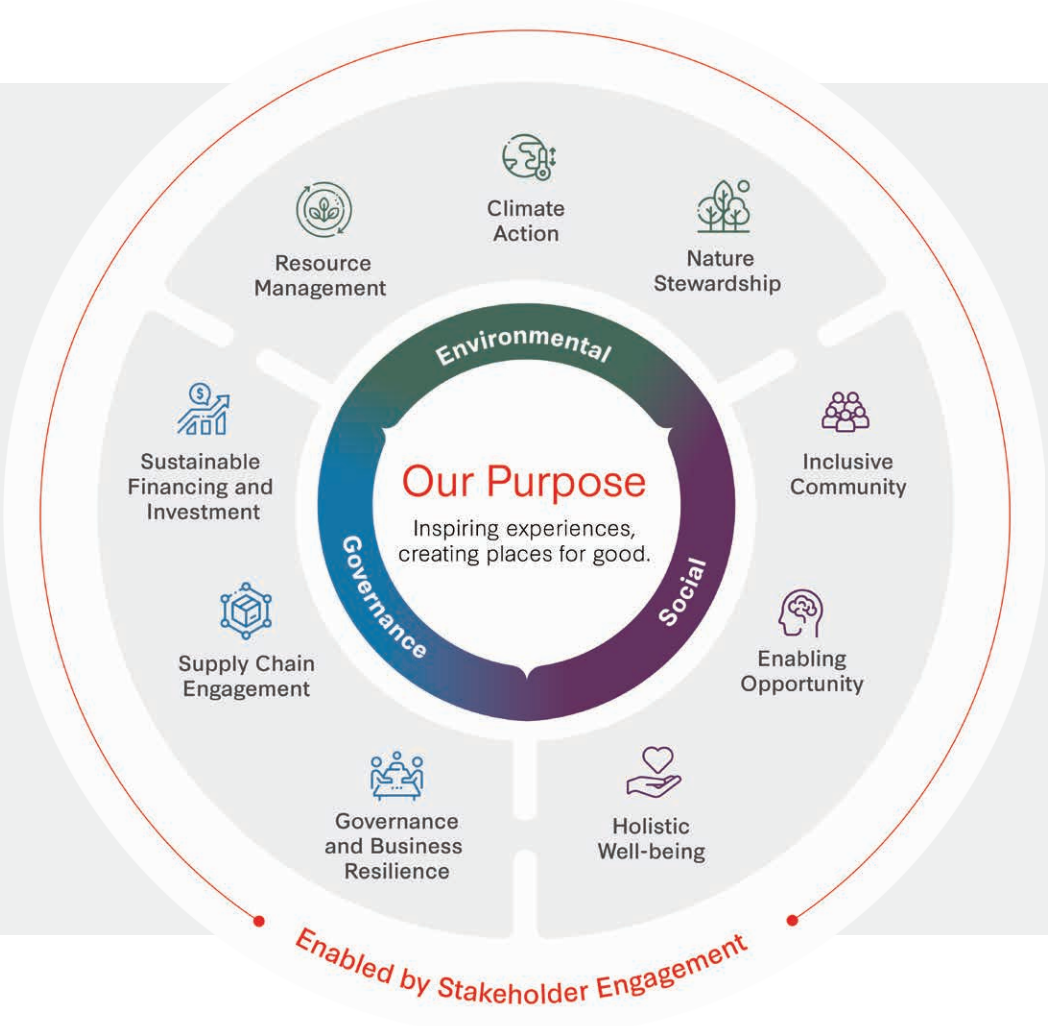 Climate
Action
Resource
Management
Nature
Stewardship
Environmental
Sustainable
Financing and
Investment
Our Purpose
Inspiring experiences,
creating places for good.
Inclusive
Community
Governance
Social
Supply Chain
Engagement
Enabling
Opportunity
Governance
and Business
Resilience
Holistic
Well-being
Enabled by Stakeholder Engagement
$